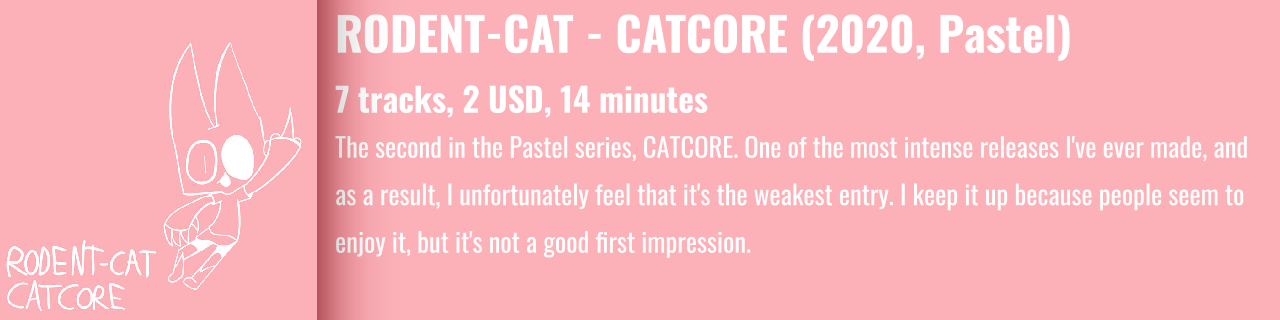 RODENT-CAT - CATCORE (2020, Pastel)
7 tracks, 2 USD, 14 minutes
The second in the Pastel series, CATCORE. One of the most intense releases I've ever made, and
as a result, I unfortunately feel that it's the weakest entry. I keep it up because people seem to
enjoy it, but it's not a good first impression.
RODENT-CAT
CATCORE